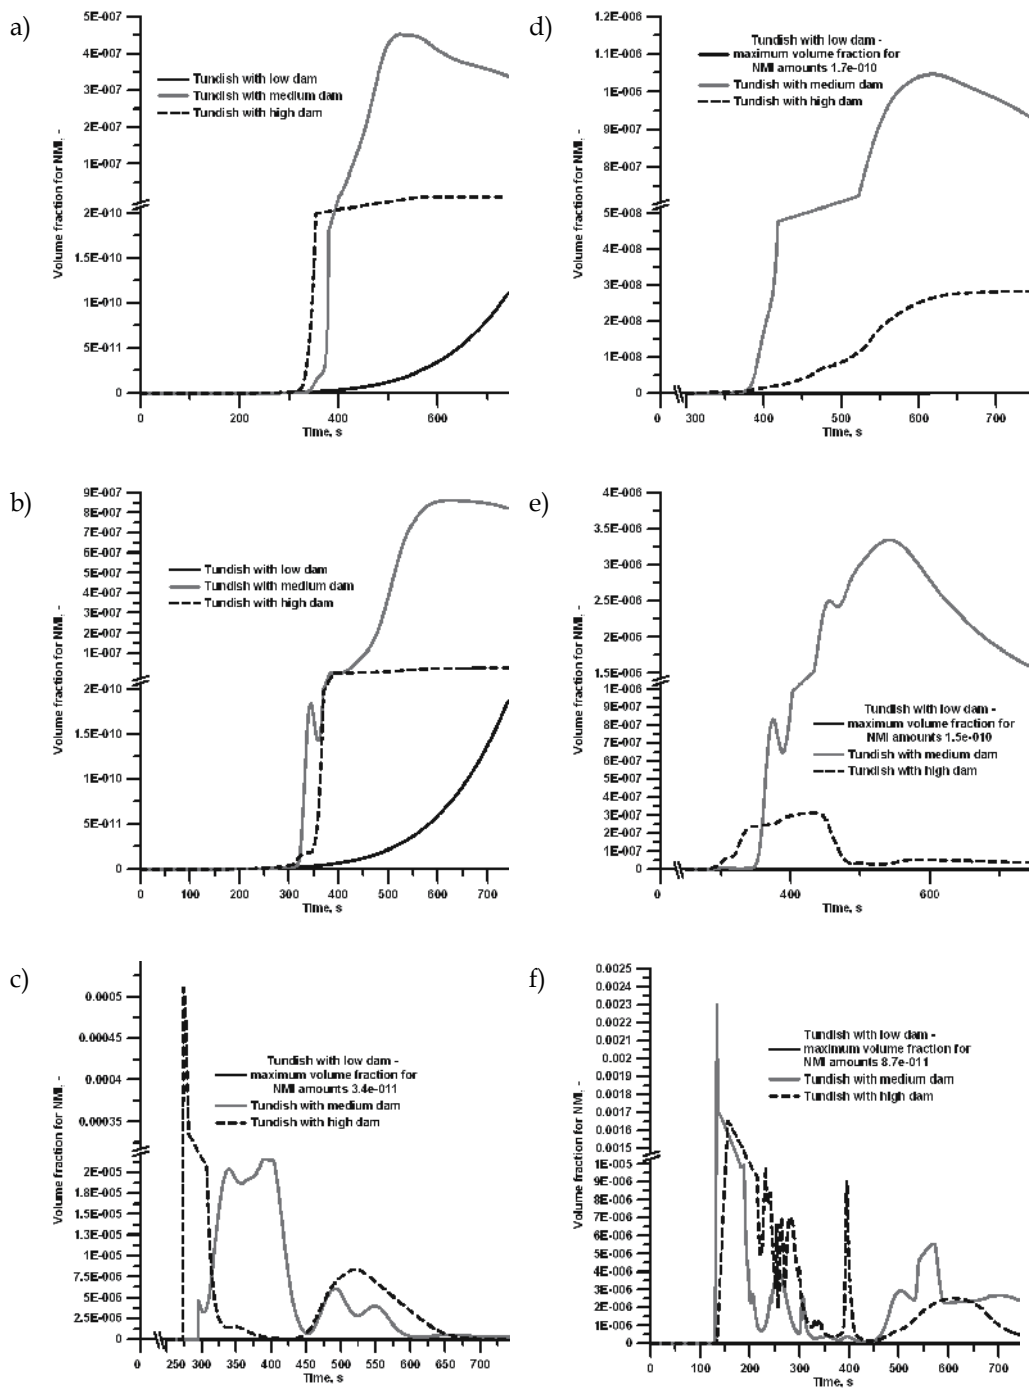 a)
5E-007
4E-007
3E-007
2E-007
1E-007
2E-010
1.5E-010
1E-010
5E-011
0
Volume fraction for NMI, -
Tundish with low dam
Tundish with medium dam
Tundish with high dam
0
200
400
600
Time, s
d)
1.2E-006
1.1E-006
1E-006
9E-007
8E-007
5E-008
3E-008
2E-008
1E-008
0
Volume fraction for NMI, -
Tundish with low dam -
maximum volume fraction for
NMI amounts 1.7e-010
Tundish with medium dam
Tundish with high dam
0
300
400
500
600
700
Time, s
b)
9E-007
8E-007
7E-007
6E-007
5E-007
4E-007
3E-007
2E-007
1E-007
2E-010
1.5E-010
1E-010
5E-011
0
Volume fraction for NMI, -
Tundish with low dam
Tundish with medium dam
Tundish with high dam
0
100
200
300
400
500
600
700
Time, s
e)
4E-006
3.5E-006
3E-006
2.5E-006
2E-006
1.5E-006
1E-006
9E-007
8E-007
7E-007
6E-007
5E-007
4E-007
3E-007
2E-007
1E-007
0
Volume fraction for NMI, -
Tundish with low dam -
maximum volume fraction for
NMI amounts 1.5e-010
Tundish with medium dam
Tundish with high dam
0
400
600
Time, s
c)
0.0005
0.00045
0.0004
0.00035
2E-005
1.8E-005
1.5E-005
1.3E-005
1E-005
7.5E-006
5E-006
2.5E-006
0
Volume fraction for NMI, -
Tundish with low dam -
maximum volume fraction for
NMI amounts 3.4e-011
Tundish with medium dam
Tundish with high dam
0
250 300 350 400 450 500 550 600 650 700
Time, s
f)
0.0025
0.0024
0.0023
0.0022
0.0021
0.002
0.0019
0.0018
0.0017
0.0016
0.0015
1E-005
9E-006
8E-006
7E-006
6E-006
5E-006
4E-006
3E-006
2E-006
1E-006
0
Volume fraction for NMI, -
Tundish with low dam -
maximum volume fraction for
NMI amounts 8.7e-011
Tundish with medium dam
Tundish with high dam
0
100
200
300
400
500
600
700
Time, s